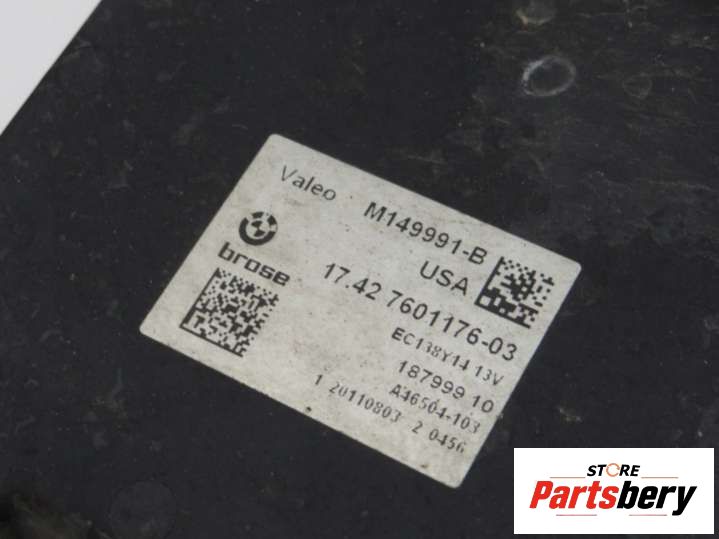 Valeo M149991-B
USA
brose 17.42 7601176-03
EC138Y14 13V
187999 10
A46504-103
1 20110803 2 0456
STORE
Partsbery